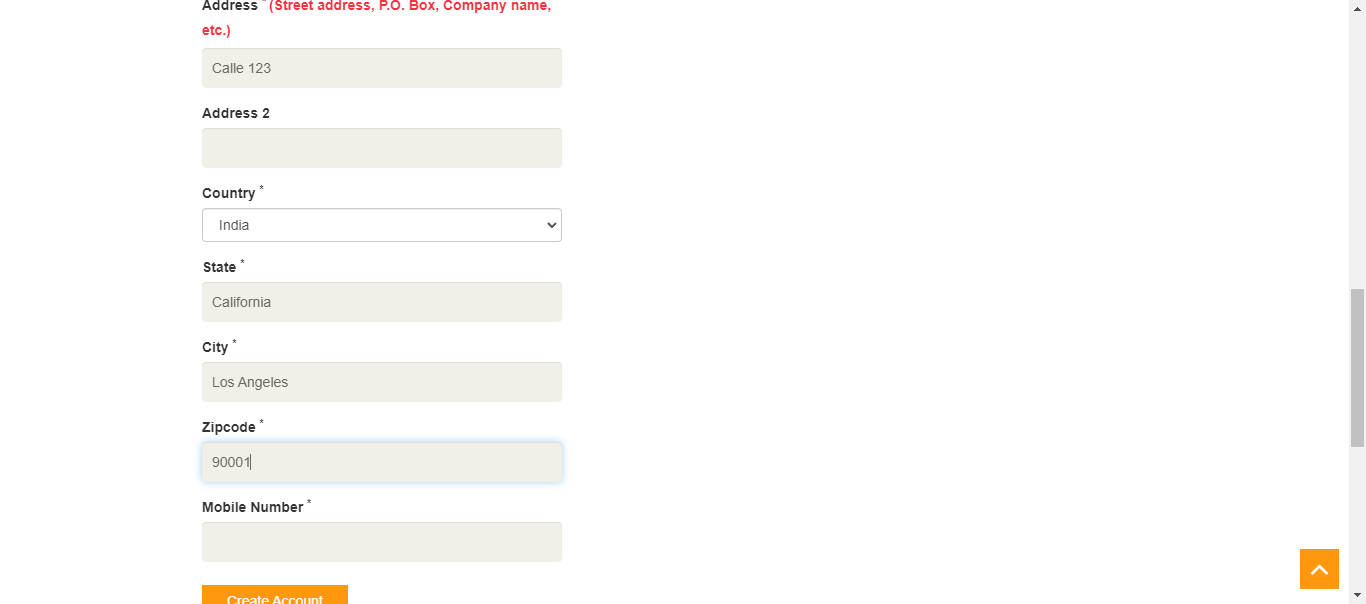 Address * (Street address, P.O. Box, Company name,
etc.)
Calle 123
Address 2
Country *
India
State *
California
City *
Los Angeles
Zipcode *
90001
Mobile Number *
Create Account